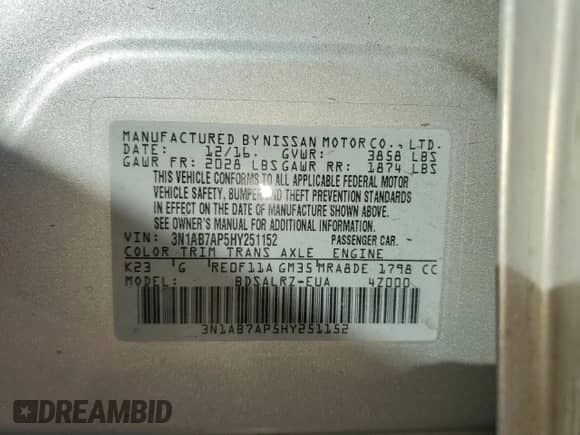 MANUFACTURED BY NISSAN MOTOR CO., LTD.
DATE: 12/16. GVWR: 3858 LBS
GAWR FR: 2028 LBS GAWR RR: 1874 LBS
THIS VEHICLE CONFORMS TO ALL APPLICABLE FEDERAL MOTOR
VEHICLE SAFETY, BUMPER AND THEFT PREVENTION STANDARDS
IN EFFECT ON THE DATE OF MANUFACTURE SHOWN ABOVE.
SEE OWNER'S MANUAL FOR ADDITIONAL INFORMATION.
VIN: 3N1AB7AP5HY251152 PASSENGER CAR.
COLOR TRIM TRANS AXLE ENGINE
K23 G RE0F11A GM35 MRA8DE 1798 CC
MODEL: BDSALRZ-EUA 4Z000
3N1AB7AP5HY251152
DREAMBID